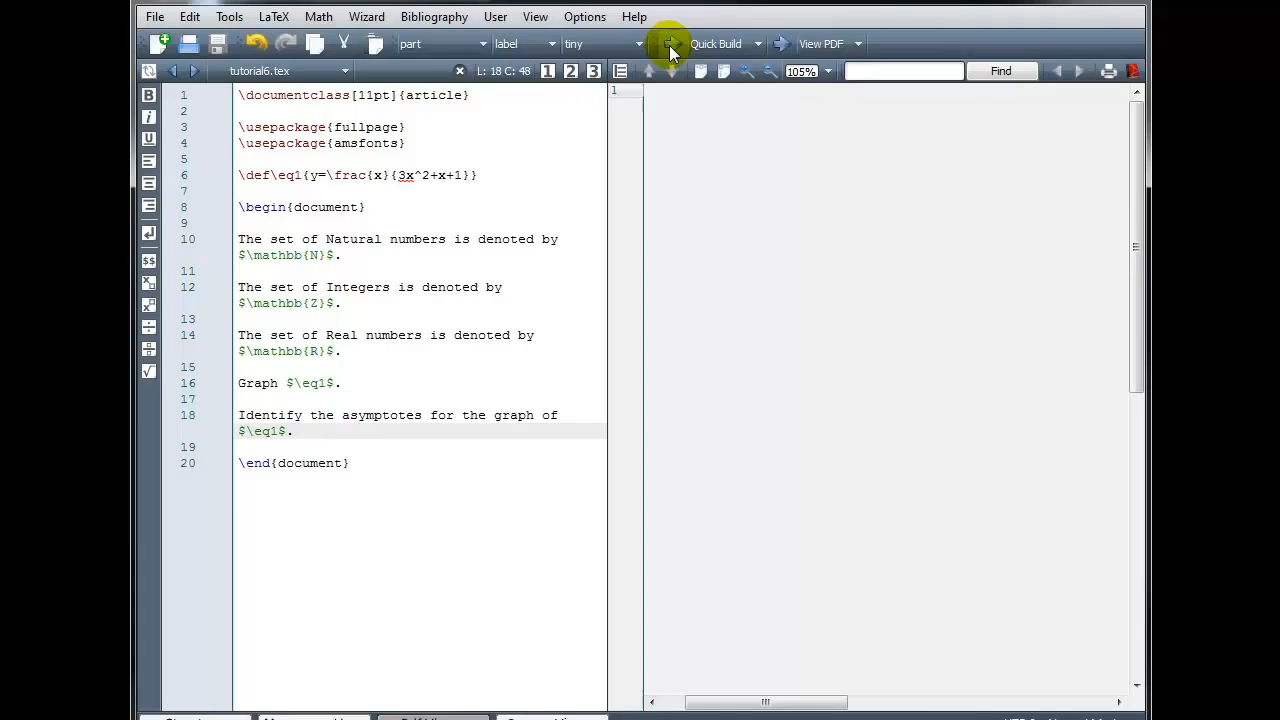 File Edit Tools LaTeX Math Wizard Bibliography User View Options Help
part label tiny Quick Build View PDF
tutorial6.tex L: 18 C: 48 1 2 3 105% Find
1 \documentclass[11pt]{article} 1
2
3 \usepackage{fullpage}
4 \usepackage{amsfonts}
5
6 \def\eq1{y=\frac{x}{3x^2+x+1}}
7
8 \begin{document}
9
10 The set of Natural numbers is denoted by
$\mathbb{N}$.
11
12 The set of Integers is denoted by
$\mathbb{Z}$.
13
14 The set of Real numbers is denoted by
$\mathbb{R}$.
15
16 Graph $\eq1$.
17
18 Identify the asymptotes for the graph of
$\eq1$.
19
20 \end{document}